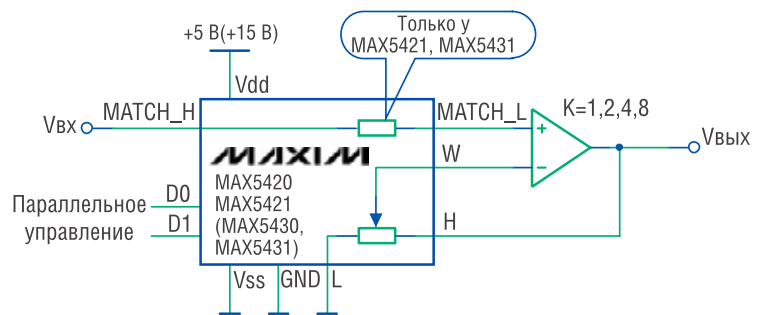 Только у
MAX5421, MAX5431
+5 В(+15 В)
Vdd
MATCH_H
MATCH_L
K=1,2,4,8
Vвх
+
Vвых
MAXIM
W
−
MAX5420
MAX5421
(MAX5430,
MAX5431)
D0
Параллельное
управление
D1
H
Vss
GND
L